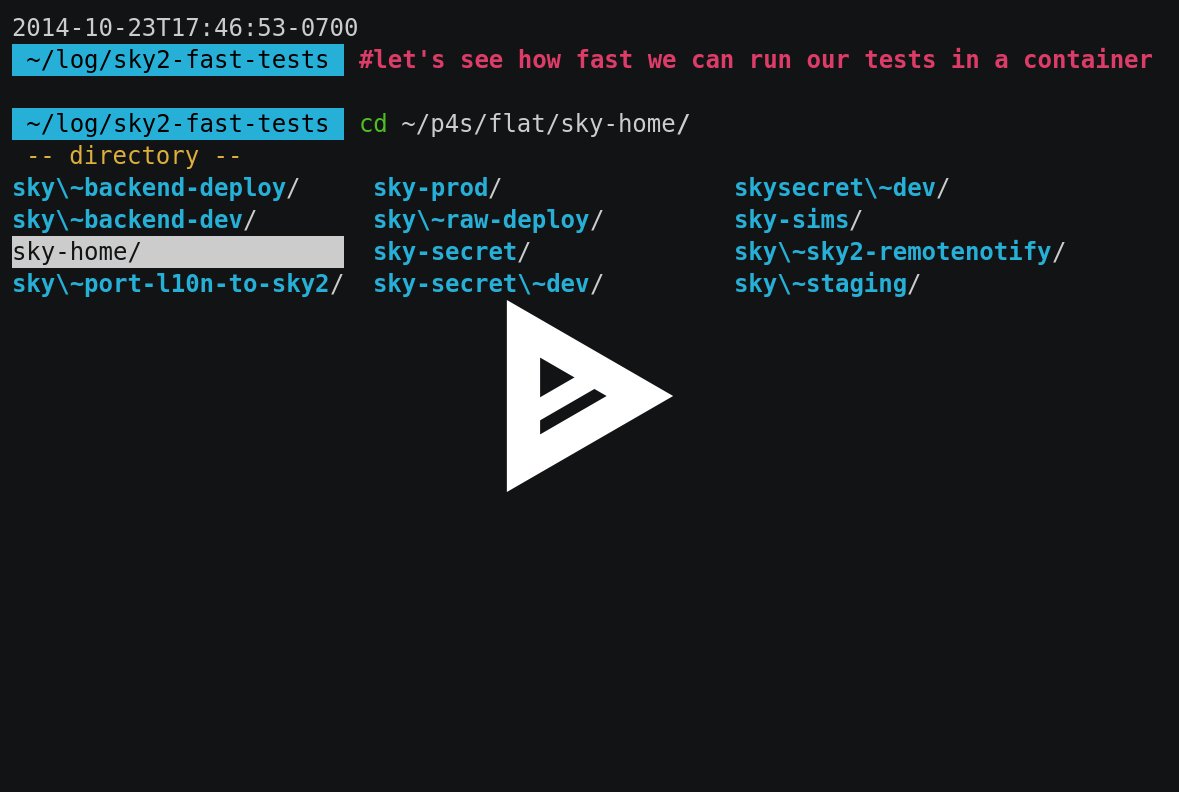 2014-10-23T17:46:53-0700
~/log/sky2-fast-tests #let's see how fast we can run our tests in a container
~/log/sky2-fast-tests cd ~/p4s/flat/sky-home/
-- directory --
sky\~backend-deploy/ sky-prod/ skysecret\~dev/
sky\~backend-dev/ sky\~raw-deploy/ sky-sims/
sky-home/ sky-secret/ sky\~sky2-remotenotify/
sky\~port-l10n-to-sky2/ sky-secret\~dev/ sky\~staging/